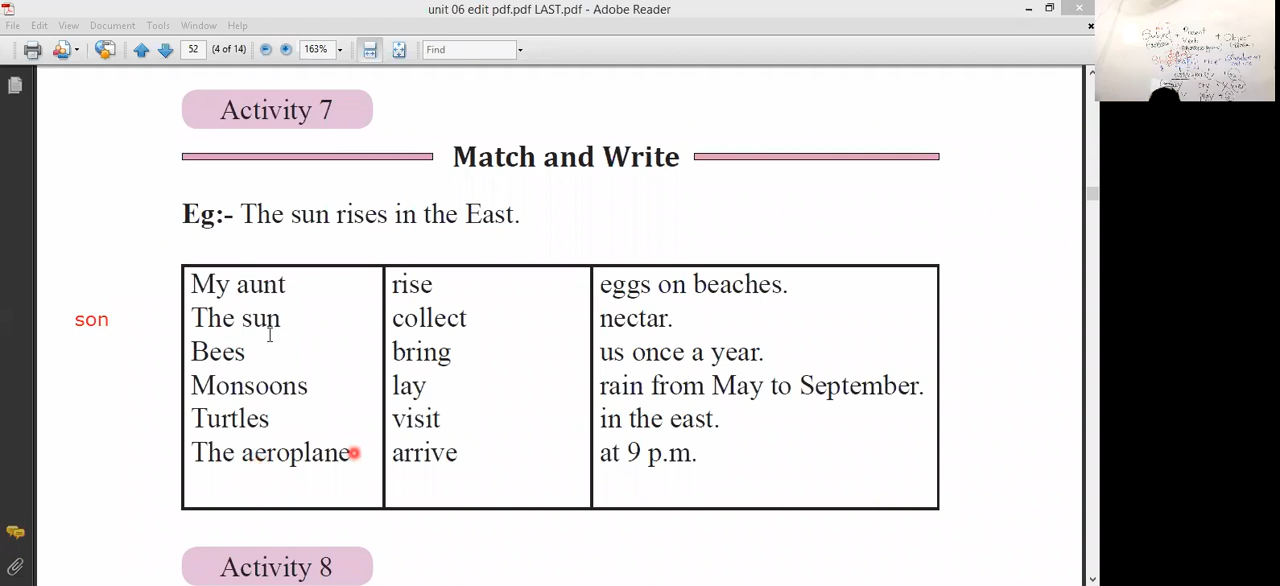 unit 06 edit pdf.pdf LAST.pdf - Adobe Reader
File Edit View Document Tools Window Help
52 (4 of 14) 163% Find
Activity 7
Match and Write
Eg:- The sun rises in the East.
My aunt rise eggs on beaches.
son The sun collect nectar.
Bees bring us once a year.
Monsoons lay rain from May to September.
Turtles visit in the east.
The aeroplane arrive at 9 p.m.
Activity 8